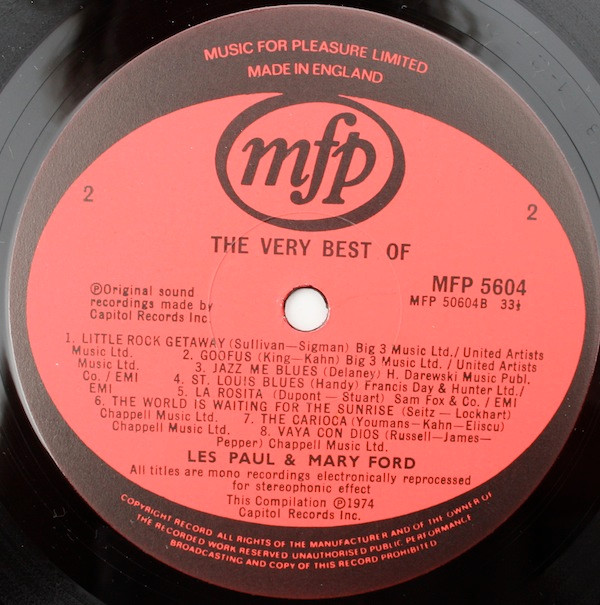 MUSIC FOR PLEASURE LIMITED
MADE IN ENGLAND
mfp
2
2
THE VERY BEST OF
MFP 5604
MFP 50604B 33⅓
℗Original sound
recordings made by
Capitol Records Inc.
1. LITTLE ROCK GETAWAY (Sullivan—Sigman) Big 3 Music Ltd./ United Artists
Music Ltd. 2. GOOFUS (King—Kahn) Big 3 Music Ltd. / United Artists
Music Ltd. 3. JAZZ ME BLUES (Delaney) H. Darewski Music Publ.
Co. / EMI 4. ST. LOUIS BLUES (Handy) Francis Day & Hunter Ltd./
EMI 5. LA ROSITA (Dupont — Stuart) Sam Fox & Co. / EMI
6. THE WORLD IS WAITING FOR THE SUNRISE (Seitz — Lockhart)
Chappell Music Ltd. 7. THE CARIOCA (Youmans—Kahn—Eliscu)
Chappell Music Ltd. 8. VAYA CON DIOS (Russell—James—
Pepper) Chappell Music Ltd.
LES PAUL & MARY FORD
All titles are mono recordings electronically reprocessed
for stereophonic effect
This Compilation ℗1974
Capitol Records Inc.
COPYRIGHT RECORD ALL RIGHTS OF THE MANUFACTURER AND OF THE OWNER OF
THE RECORDED WORK RESERVED UNAUTHORISED PUBLIC PERFORMANCE
BROADCASTING AND COPY OF THIS RECORD PROHIBITED